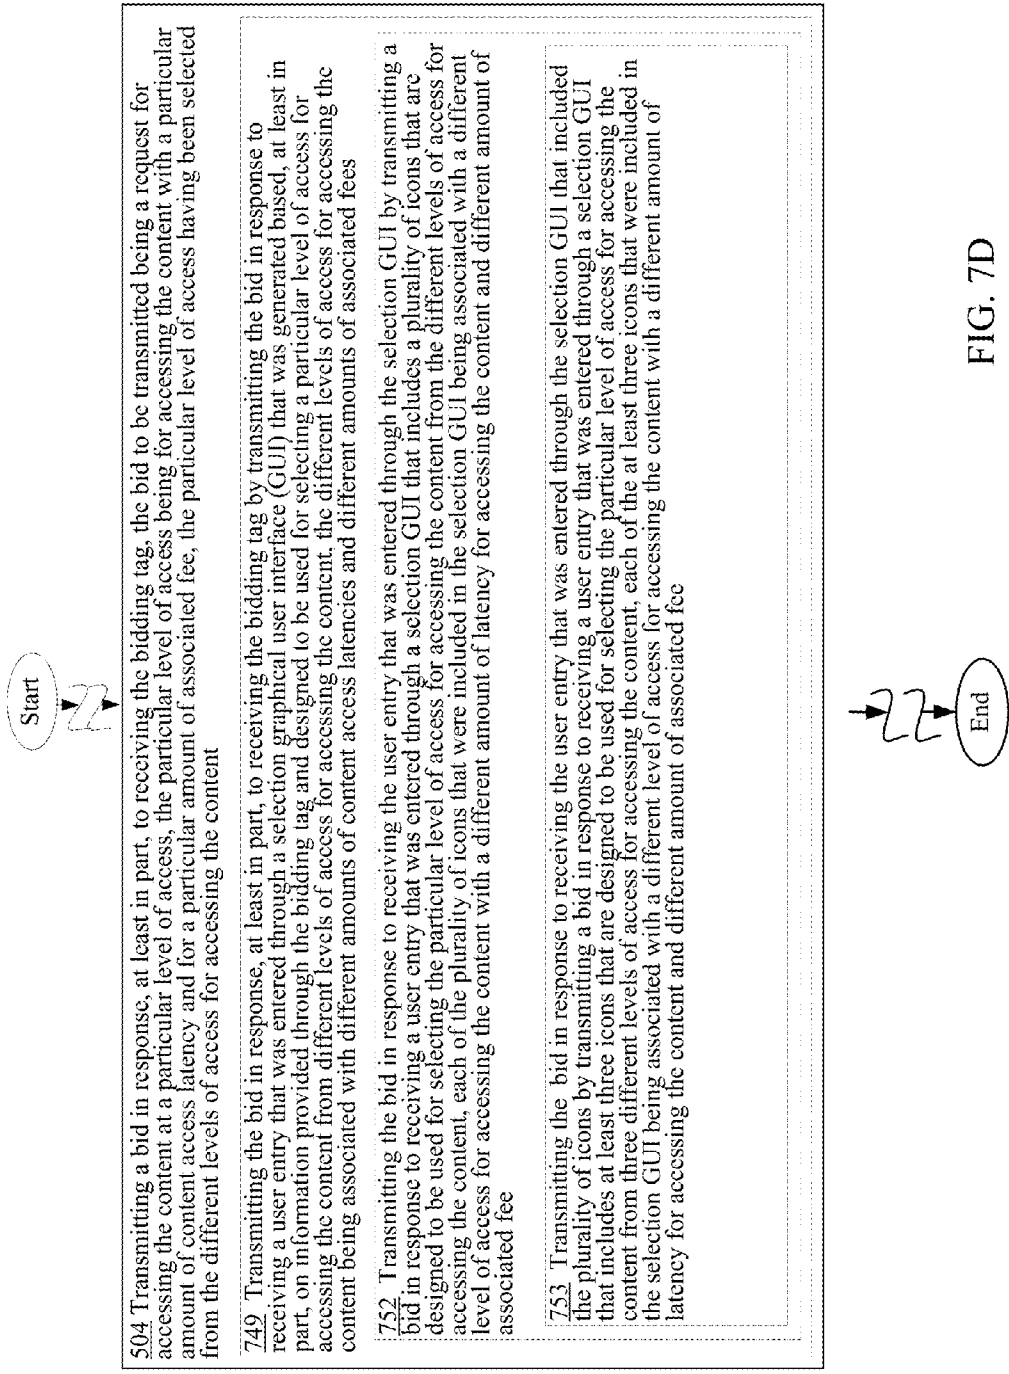 Start
504 Transmitting a bid in response, at least in part, to receiving the bidding tag, the bid to be transmitted being a request for
accessing the content at a particular level of access, the particular level of access being for accessing the content with a particular
amount of content access latency and for a particular amount of associated fee, the particular level of access having been selected
from the different levels of access for accessing the content
749 Transmitting the bid in response, at least in part, to receiving the bidding tag by transmitting the bid in response to
receiving a user entry that was entered through a selection graphical user interface (GUI) that was generated based, at least in
part, on information provided through the bidding tag and designed to be used for selecting a particular level of access for
accessing the content from different levels of access for accessing the content, the different levels of access for accessing the
content being associated with different amounts of content access latencies and different amounts of associated fees
752 Transmitting the bid in response to receiving the user entry that was entered through the selection GUI by transmitting a
bid in response to receiving a user entry that was entered through a selection GUI that includes a plurality of icons that are
designed to be used for selecting the particular level of access for accessing the content from the different levels of access for
accessing the content, each of the plurality of icons that were included in the selection GUI being associated with a different
level of access for accessing the content with a different amount of latency for accessing the content and different amount of
associated fee
753 Transmitting the bid in response to receiving the user entry that was entered through the selection GUI that included
the plurality of icons by transmitting a bid in response to receiving a user entry that was entered through a selection GUI
that includes at least three icons that are designed to be used for selecting the particular level of access for accessing the
content from three different levels of access for accessing the content, each of the at least three icons that were included in
the selection GUI being associated with a different level of access for accessing the content with a different amount of
latency for accessing the content and different amount of associated fee
End
FIG. 7D